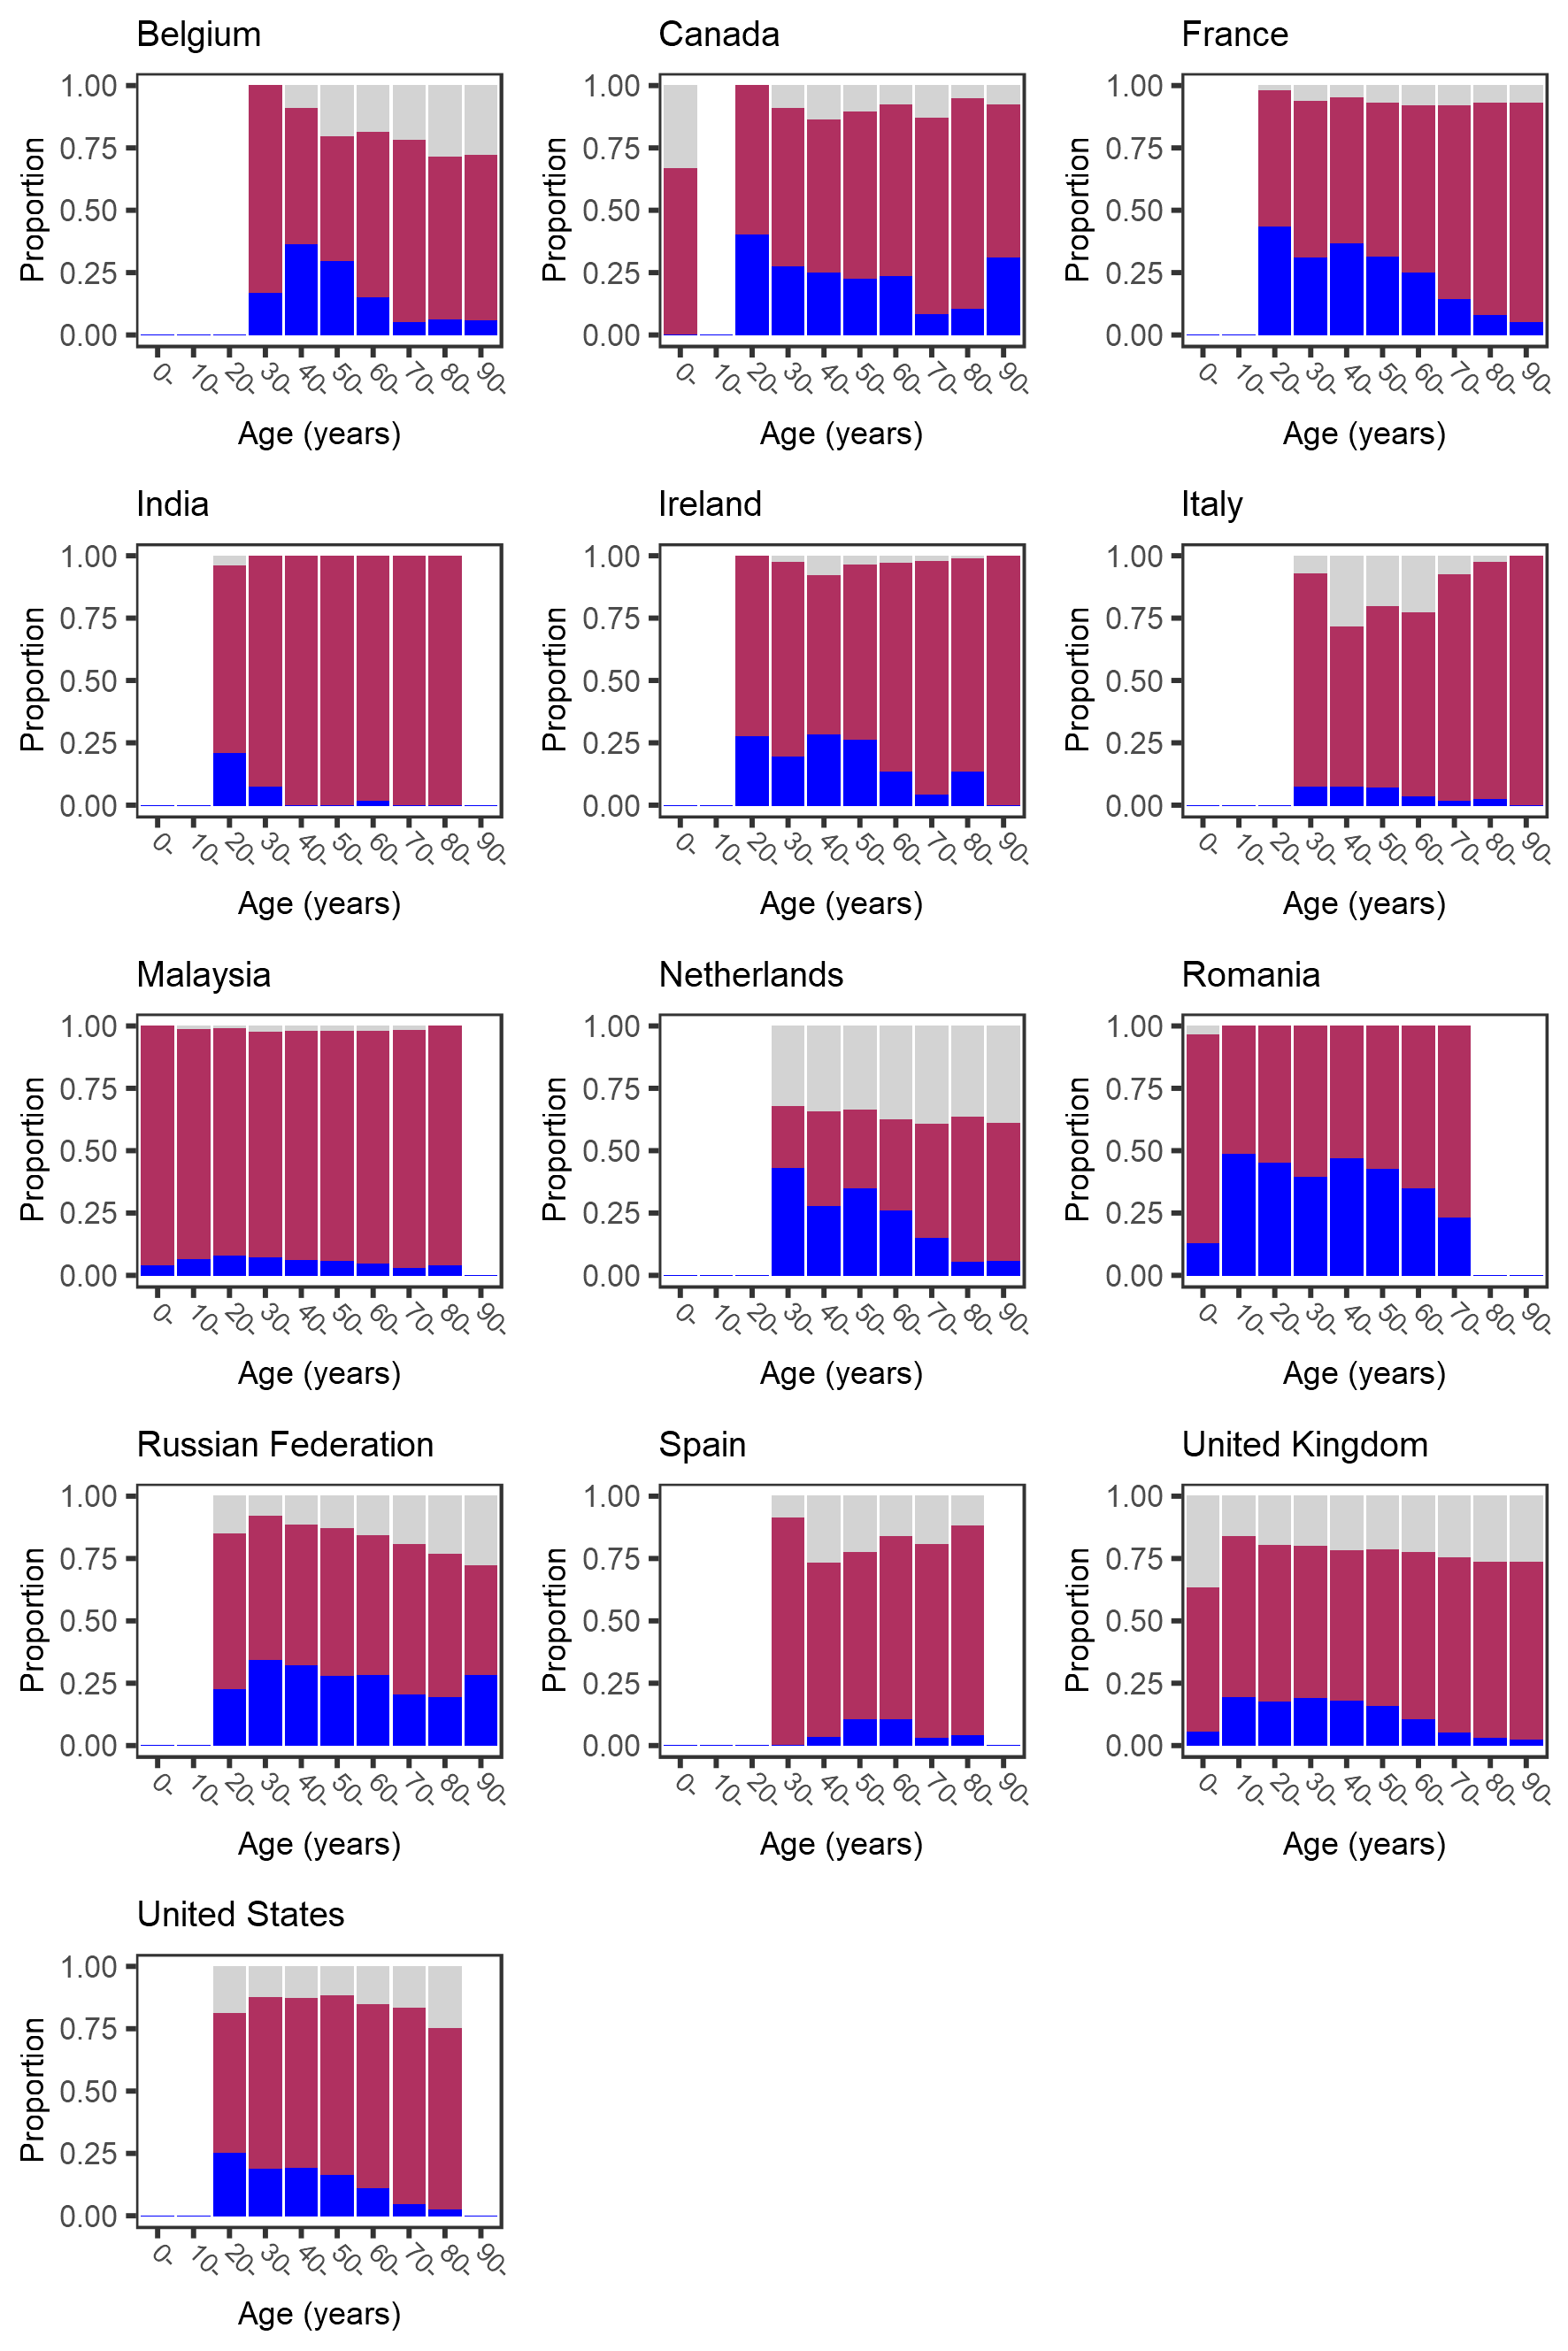 Belgium
Canada
France
Proportion
1.00
0.75
0.50
0.25
0.00
0- 10- 20- 30- 40- 50- 60- 70- 80- 90-
Age (years)
Proportion
1.00
0.75
0.50
0.25
0.00
0- 10- 20- 30- 40- 50- 60- 70- 80- 90-
Age (years)
Proportion
1.00
0.75
0.50
0.25
0.00
0- 10- 20- 30- 40- 50- 60- 70- 80- 90-
Age (years)
India
Ireland
Italy
Proportion
1.00
0.75
0.50
0.25
0.00
0- 10- 20- 30- 40- 50- 60- 70- 80- 90-
Age (years)
Proportion
1.00
0.75
0.50
0.25
0.00
0- 10- 20- 30- 40- 50- 60- 70- 80- 90-
Age (years)
Proportion
1.00
0.75
0.50
0.25
0.00
0- 10- 20- 30- 40- 50- 60- 70- 80- 90-
Age (years)
Malaysia
Netherlands
Romania
Proportion
1.00
0.75
0.50
0.25
0.00
0- 10- 20- 30- 40- 50- 60- 70- 80- 90-
Age (years)
Proportion
1.00
0.75
0.50
0.25
0.00
0- 10- 20- 30- 40- 50- 60- 70- 80- 90-
Age (years)
Proportion
1.00
0.75
0.50
0.25
0.00
0- 10- 20- 30- 40- 50- 60- 70- 80- 90-
Age (years)
Russian Federation
Spain
United Kingdom
Proportion
1.00
0.75
0.50
0.25
0.00
0- 10- 20- 30- 40- 50- 60- 70- 80- 90-
Age (years)
Proportion
1.00
0.75
0.50
0.25
0.00
0- 10- 20- 30- 40- 50- 60- 70- 80- 90-
Age (years)
Proportion
1.00
0.75
0.50
0.25
0.00
0- 10- 20- 30- 40- 50- 60- 70- 80- 90-
Age (years)
United States
Proportion
1.00
0.75
0.50
0.25
0.00
0- 10- 20- 30- 40- 50- 60- 70- 80- 90-
Age (years)